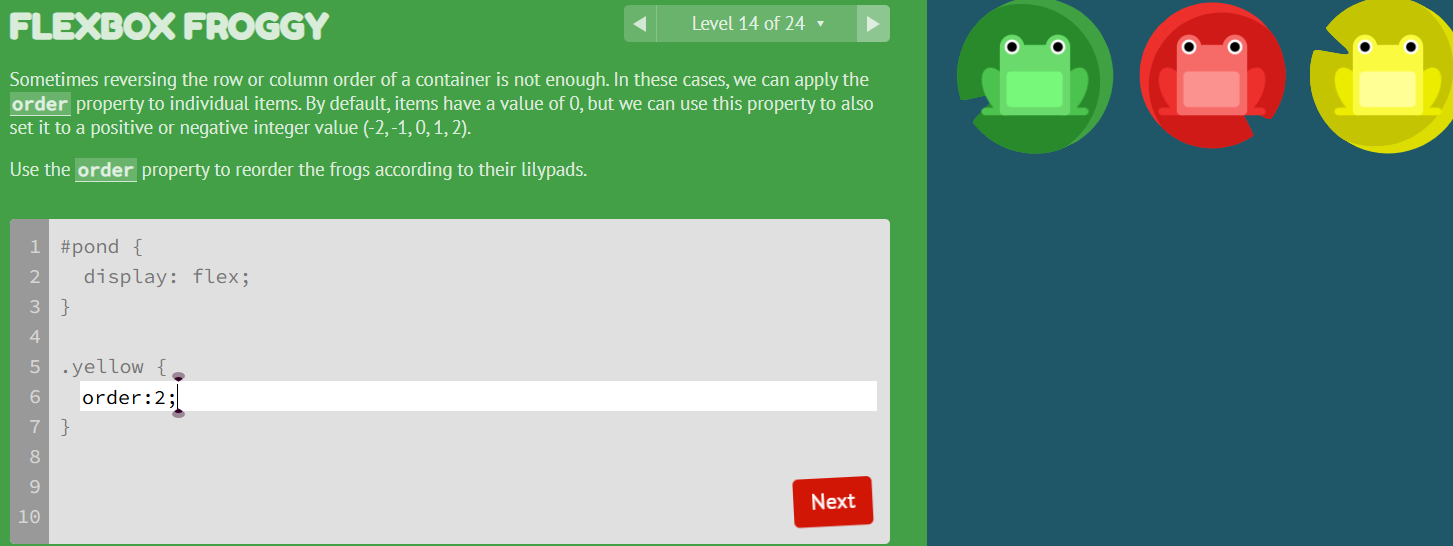 FLEXBOX FROGGY
◀ Level 14 of 24 ▼ ▶
Sometimes reversing the row or column order of a container is not enough. In these cases, we can apply the
order property to individual items. By default, items have a value of 0, but we can use this property to also
set it to a positive or negative integer value (-2, -1, 0, 1, 2).
Use the order property to reorder the frogs according to their lilypads.
1 #pond {
2 display: flex;
3 }
4
5 .yellow {
6 order:2;
7 }
8
9
10
Next